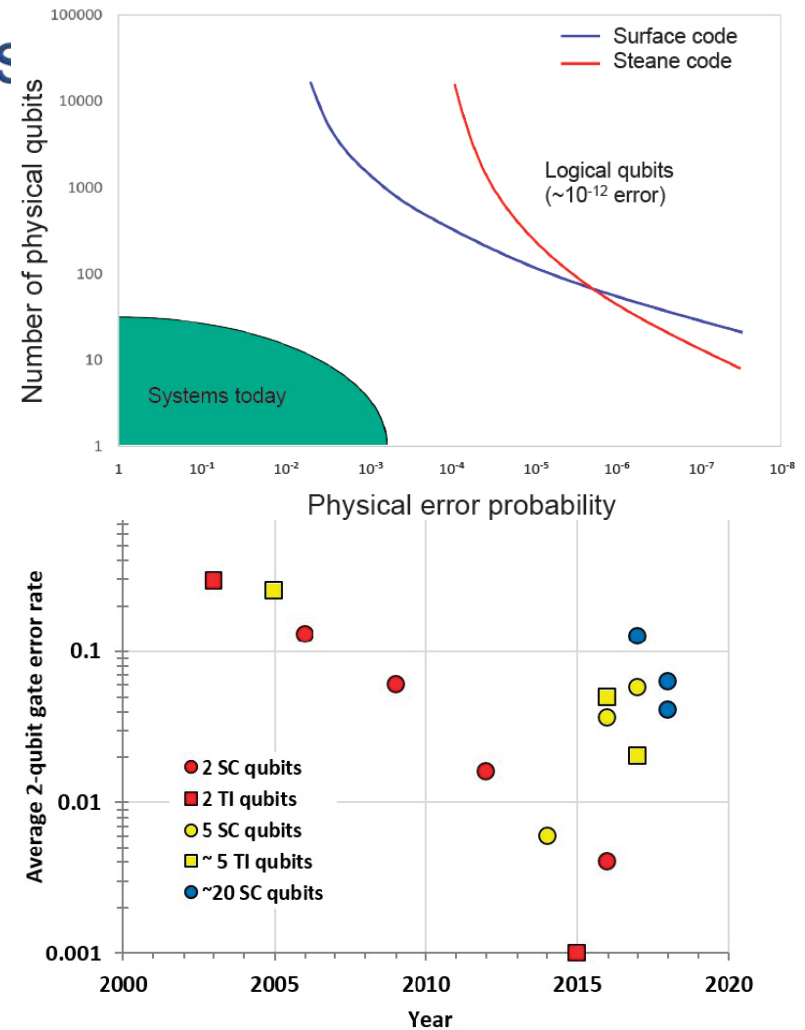 S
100000
10000
1000
100
10
1
Number of physical qubits
Surface code
Steane code
Logical qubits
(~10⁻¹² error)
Systems today
1 10⁻¹ 10⁻² 10⁻³ 10⁻⁴ 10⁻⁵ 10⁻⁶ 10⁻⁷ 10⁻⁸
Physical error probability
Average 2-qubit gate error rate
0.1
0.01
0.001
2 SC qubits
2 TI qubits
5 SC qubits
~ 5 TI qubits
~20 SC qubits
2000 2005 2010 2015 2020
Year